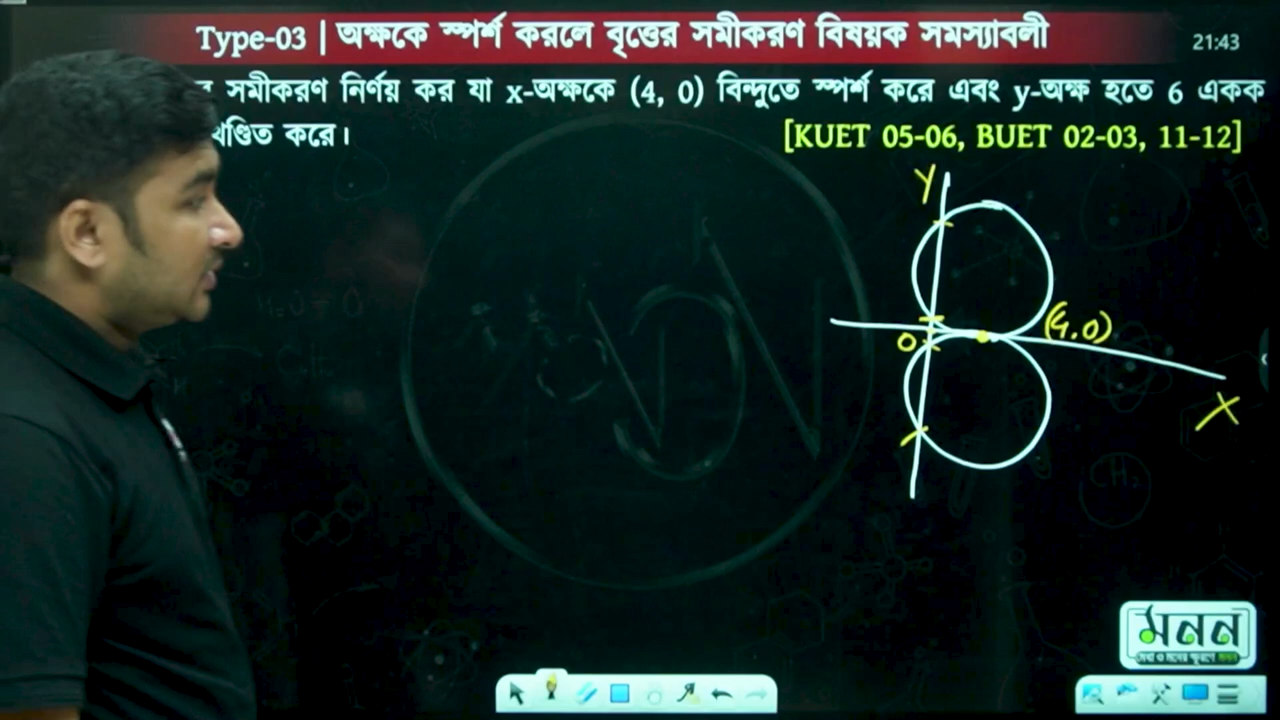 Type-03 | অক্ষকে স্পর্শ করলে বৃত্তের সমীকরণ বিষয়ক সমস্যাবলী
21:43
সমীকরণ নির্ণয় কর যা x-অক্ষকে (4, 0) বিন্দুতে স্পর্শ করে এবং y-অক্ষ হতে 6 একক
খণ্ডিত করে।
[KUET 05-06, BUET 02-03, 11-12]
Y
(4,0)
O
X
CH₂
মনন